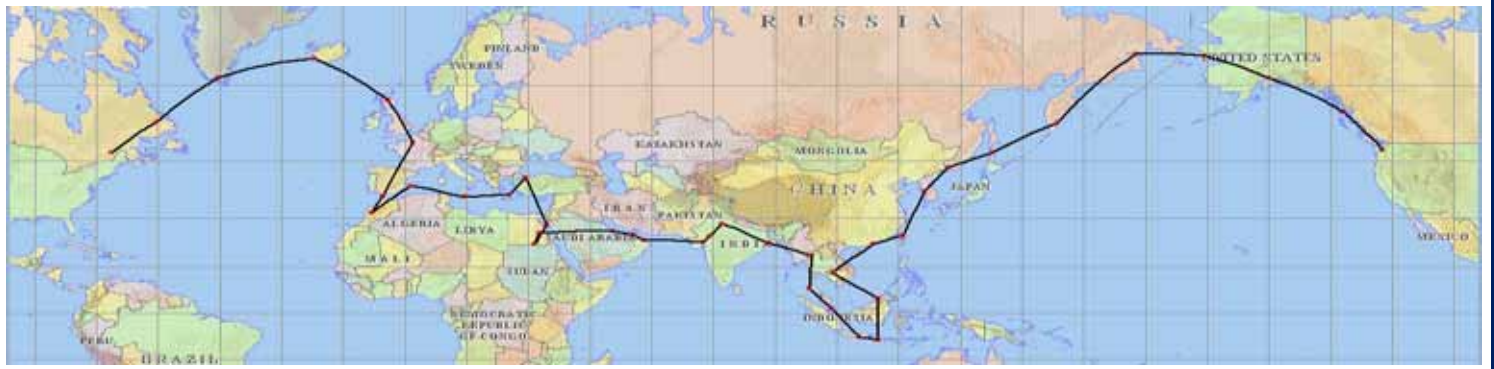 RUSSIA
FINLAND
SWEDEN
UNITED STATES
KAZAKHSTAN
MONGOLIA
CHINA
JAPAN
IRAN
PAKISTAN
ALGERIA
LIBYA
SAUDI ARABIA
INDI
MEXICO
MALI
SUDAN
DEMOCRATIC
REPUBLIC
OF CONGO
INDONESIA
PERU
BRAZIL